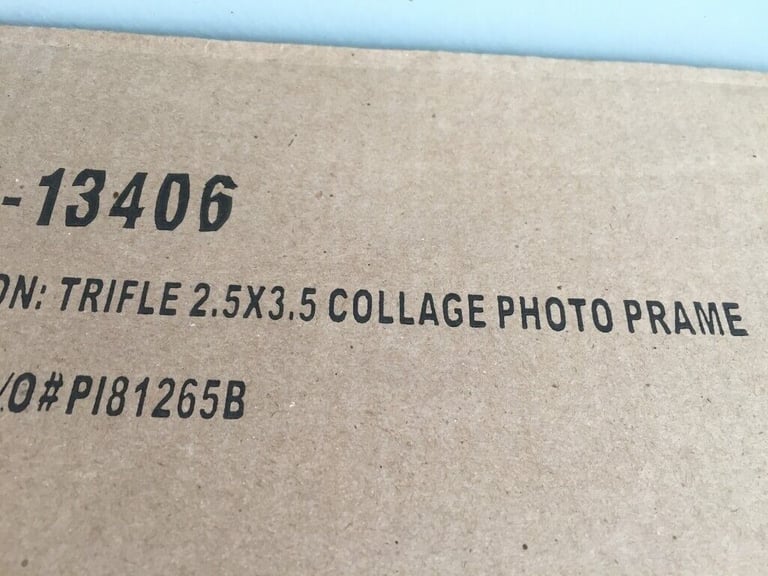 -13406
ON: TRIFLE 2.5X3.5 COLLAGE PHOTO PRAME
/O#PI81265B